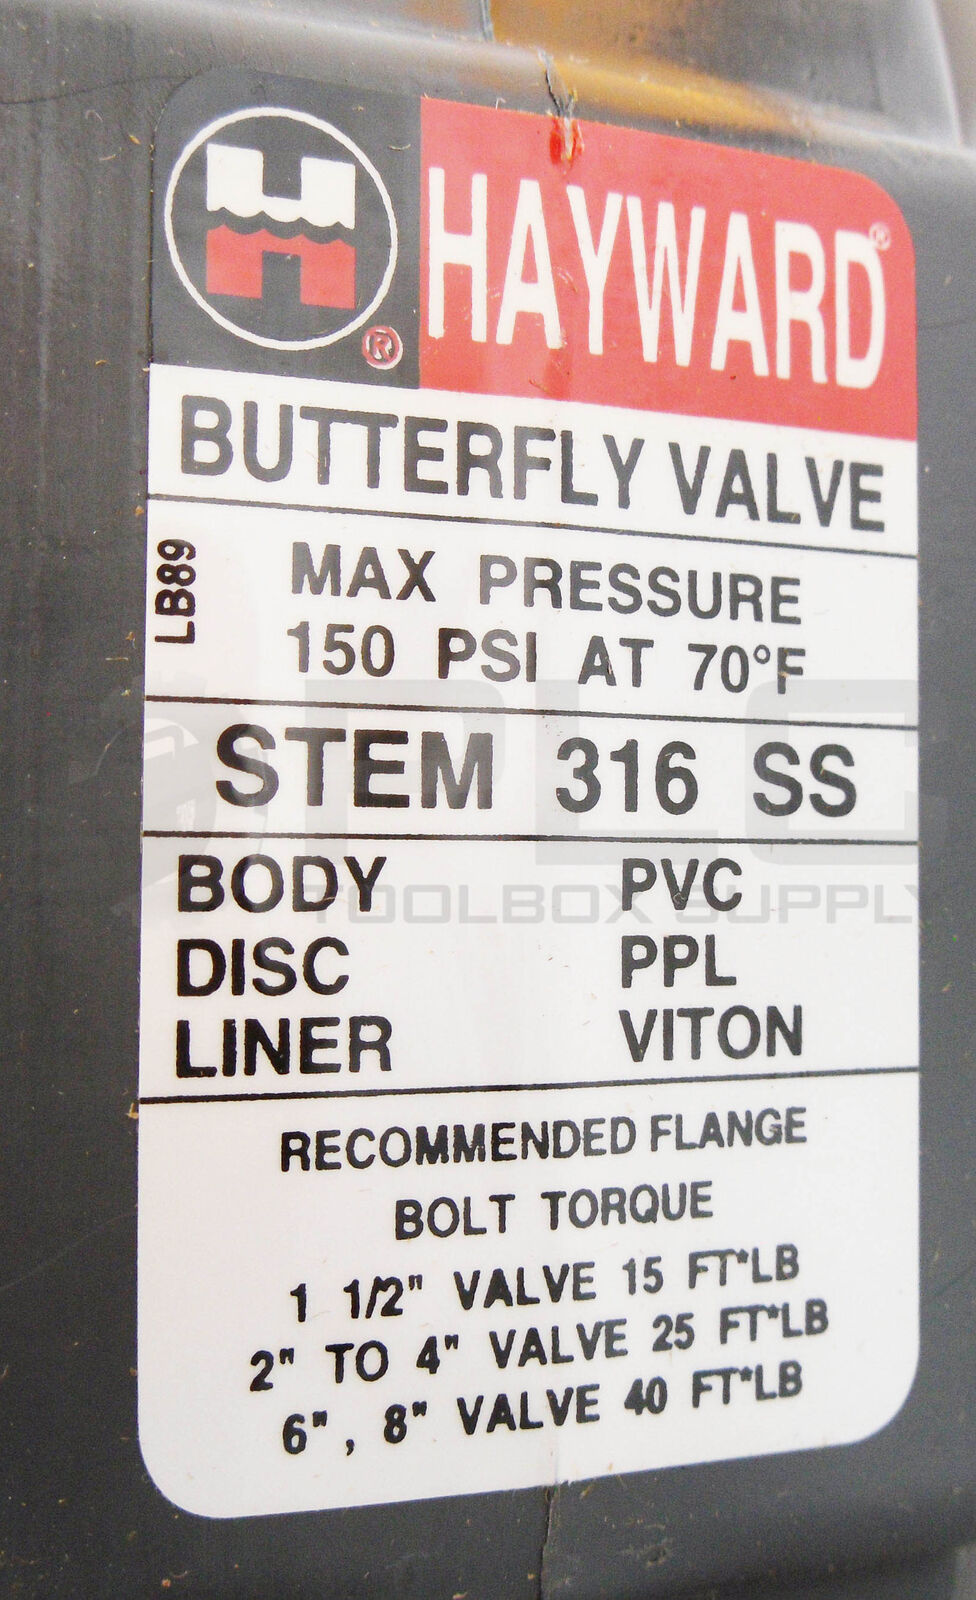 H
HAYWARD®
®
BUTTERFLY VALVE
LB89
MAX PRESSURE
150 PSI AT 70°F
STEM 316 SS
BODY PVC
DISC PPL
LINER VITON
RECOMMENDED FLANGE
BOLT TORQUE
1 1/2" VALVE 15 FT*LB
2" TO 4" VALVE 25 FT*LB
6", 8" VALVE 40 FT*LB
PLC
TOOLBOX SUPPLY